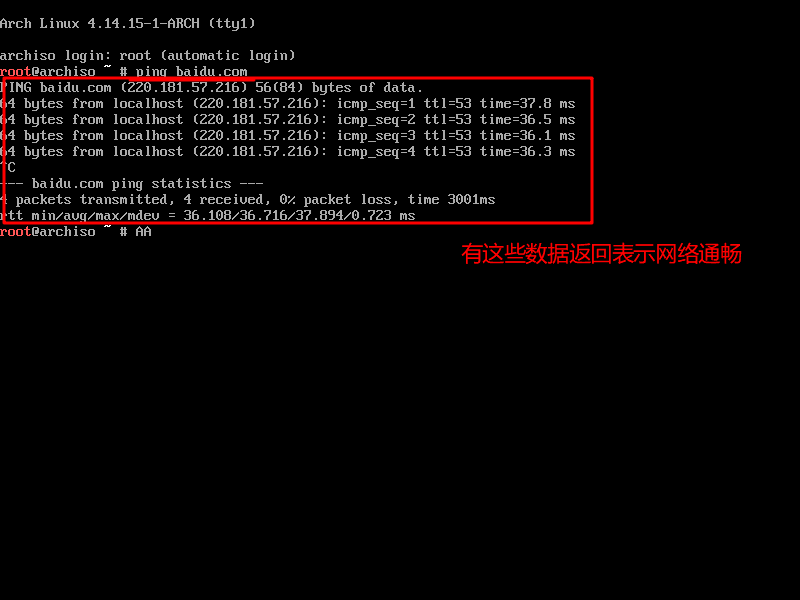 Arch Linux 4.14.15-1-ARCH (tty1)
archiso login: root (automatic login)
root@archiso ~ # ping baidu.com
PING baidu.com (220.181.57.216) 56(84) bytes of data.
64 bytes from localhost (220.181.57.216): icmp_seq=1 ttl=53 time=37.8 ms
64 bytes from localhost (220.181.57.216): icmp_seq=2 ttl=53 time=36.5 ms
64 bytes from localhost (220.181.57.216): icmp_seq=3 ttl=53 time=36.1 ms
64 bytes from localhost (220.181.57.216): icmp_seq=4 ttl=53 time=36.3 ms
^C
--- baidu.com ping statistics ---
4 packets transmitted, 4 received, 0% packet loss, time 3001ms
rtt min/avg/max/mdev = 36.108/36.716/37.894/0.723 ms
root@archiso ~ # AA
有这些数据返回表示网络通畅